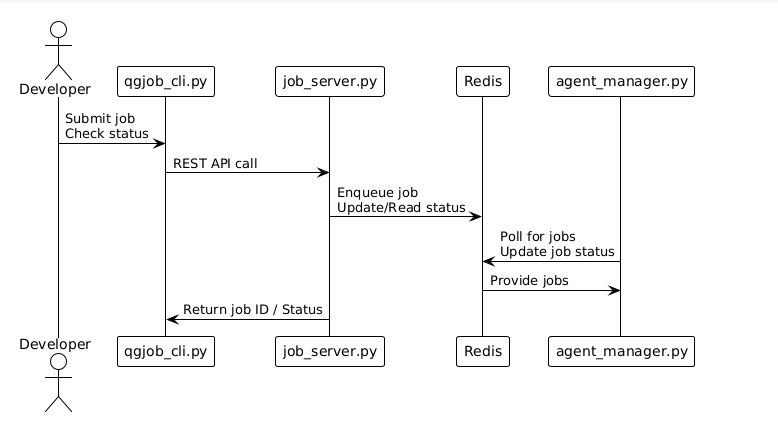 Developer
qgjob_cli.py
job_server.py
Redis
agent_manager.py
Submit job
Check status
REST API call
Enqueue job
Update/Read status
Poll for jobs
Update job status
Provide jobs
Return job ID / Status
Developer
qgjob_cli.py
job_server.py
Redis
agent_manager.py